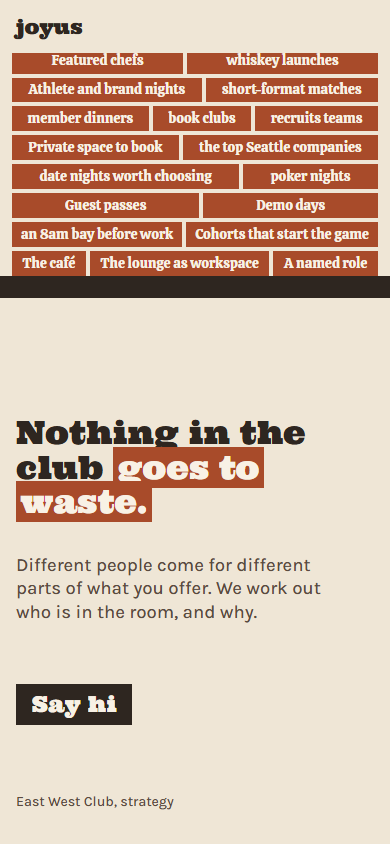 joyus
Featured chefs whiskey launches
Athlete and brand nights short-format matches
member dinners book clubs recruits teams
Private space to book the top Seattle companies
date nights worth choosing poker nights
Guest passes Demo days
an 8am bay before work Cohorts that start the game
The café The lounge as workspace A named role
Nothing in the
club goes to
waste.
Different people come for different
parts of what you offer. We work out
who is in the room, and why.
Say hi
East West Club, strategy